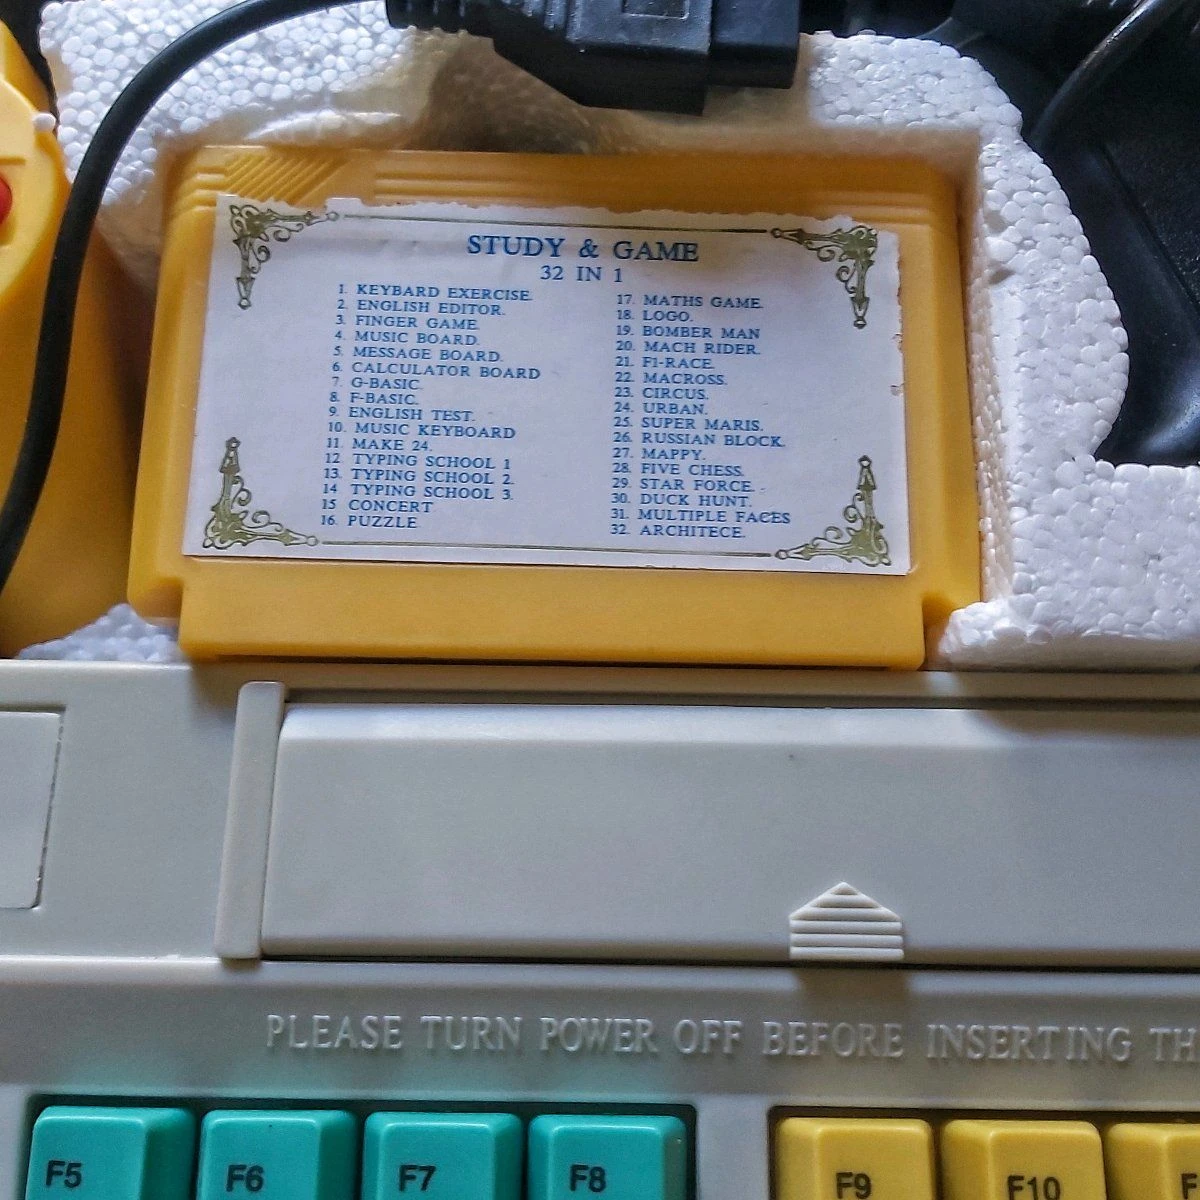 STUDY & GAME
32 IN 1
1. KEYBARD EXERCISE.
2. ENGLISH EDITOR.
3. FINGER GAME.
4. MUSIC BOARD.
5. MESSAGE BOARD.
6. CALCULATOR BOARD
7. G-BASIC.
8. F-BASIC.
9. ENGLISH TEST.
10. MUSIC KEYBOARD
11. MAKE 24.
12. TYPING SCHOOL 1
13. TYPING SCHOOL 2.
14 TYPING SCHOOL 3.
15 CONCERT
16. PUZZLE
17. MATHS GAME.
18. LOGO.
19. BOMBER MAN
20. MACH RIDER.
21. F1-RACE.
22. MACROSS.
23. CIRCUS.
24. URBAN.
25. SUPER MARIS.
26. RUSSIAN BLOCK.
27. MAPPY.
28. FIVE CHESS.
29. STAR FORCE.
30. DUCK HUNT.
31. MULTIPLE FACES
32. ARCHITECE.
PLEASE TURN POWER OFF BEFORE INSERTING TH
F5 F6 F7 F8 F9 F10 F